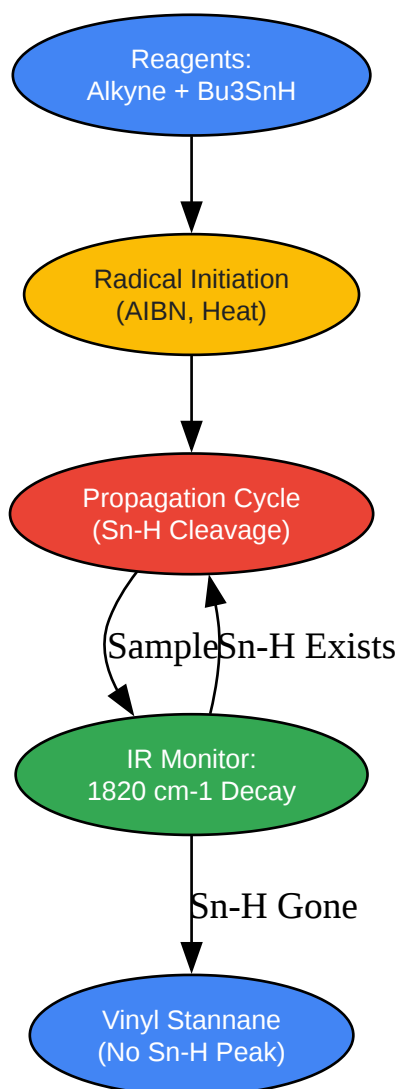 Reagents:
Alkyne + Bu3SnH
Radical Initiation
(AIBN, Heat)
Propagation Cycle
(Sn-H Cleavage)
Sample
Sn-H Exists
IR Monitor:
1820 cm-1 Decay
Sn-H Gone
Vinyl Stannane
(No Sn-H Peak)